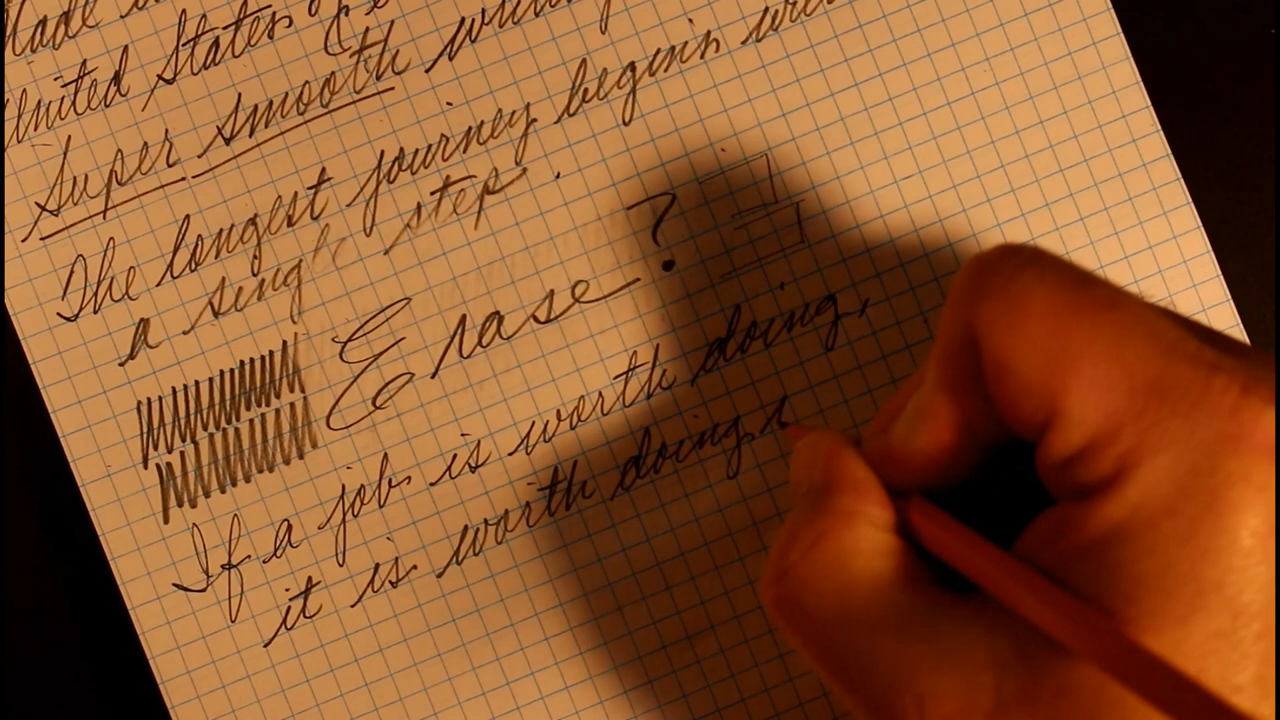 Made
United States
Super Smooth
The longest journey begins
a single step.
Erase?
If a job is worth doing,
it is worth doing